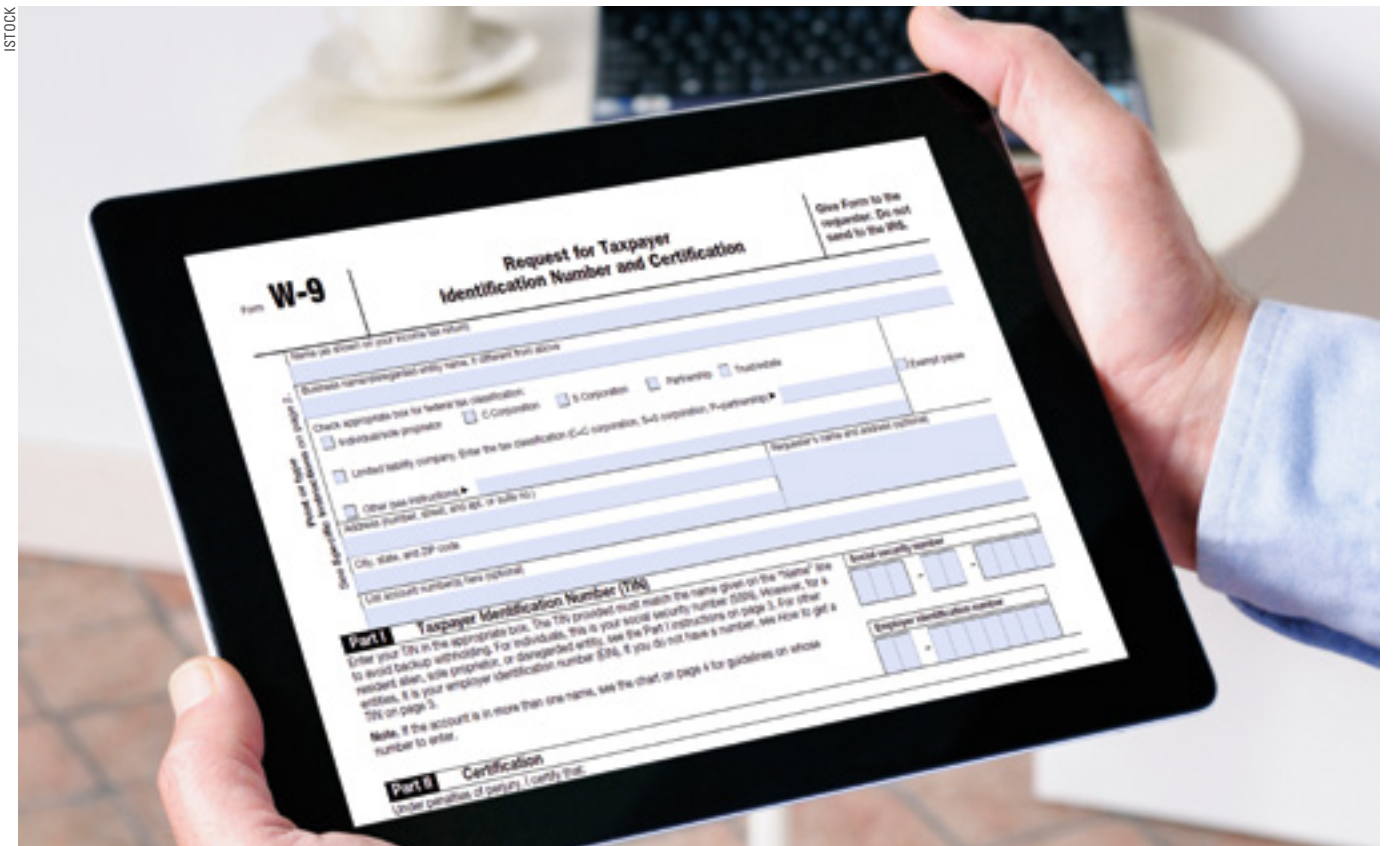 ISTOCK
Form W-9
Request for Taxpayer
Identification Number and Certification
Give Form to the
requester. Do not
send to the IRS.
Name (as shown on your income tax return)
Business name/disregarded entity name, if different from above
Check appropriate box for federal tax classification:
Individual/sole proprietor
C Corporation
S Corporation
Partnership
Trust/estate
Exempt payee
Limited liability company. Enter the tax classification (C=C corporation, S=S corporation, P=partnership) ▶
Other (see instructions) ▶
Address (number, street, and apt. or suite no.)
Requester's name and address (optional)
City, state, and ZIP code
List account number(s) here (optional)
Print or type
See Specific Instructions on page 2.
Part I
Taxpayer Identification Number (TIN)
Enter your TIN in the appropriate box. The TIN provided must match the name given on the "Name" line
to avoid backup withholding. For individuals, this is your social security number (SSN). However, for a
resident alien, sole proprietor, or disregarded entity, see the Part I instructions on page 3. For other
entities, it is your employer identification number (EIN). If you do not have a number, see How to get a
TIN on page 3.
Note. If the account is in more than one name, see the chart on page 4 for guidelines on whose
number to enter.
Social security number
- -
Employer identification number
-
Part II
Certification
Under penalties of perjury, I certify that: